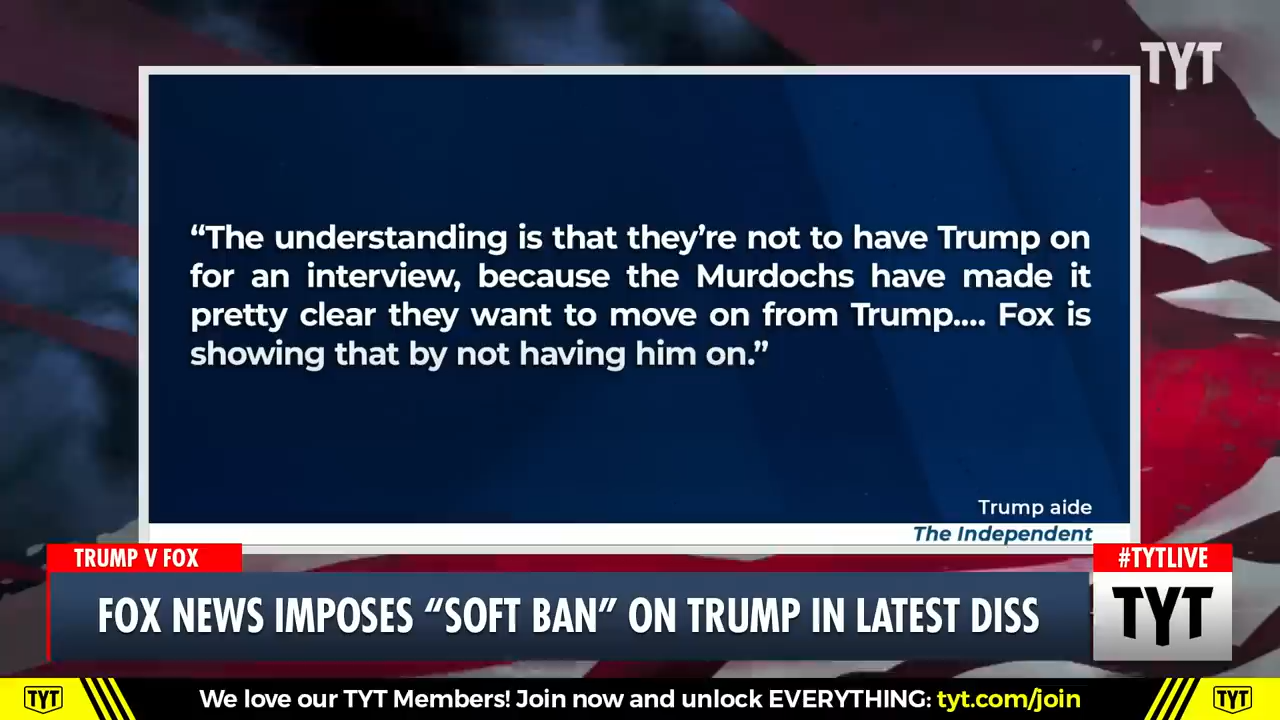 TYT
“The understanding is that they’re not to have Trump on
for an interview, because the Murdochs have made it
pretty clear they want to move on from Trump.... Fox is
showing that by not having him on.”
Trump aide
The Independent
TRUMP V FOX
#TYTLIVE
FOX NEWS IMPOSES “SOFT BAN” ON TRUMP IN LATEST DISS
TYT
TYT
We love our TYT Members! Join now and unlock EVERYTHING: tyt.com/join
TYT